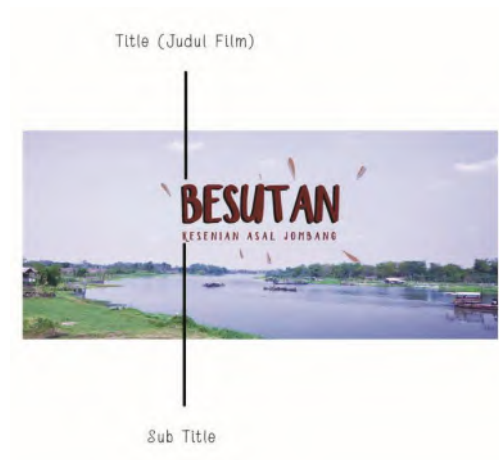 Title (Judul Film)
BESUTAN
KESENIAN ASAL JOMBANG
Sub Title